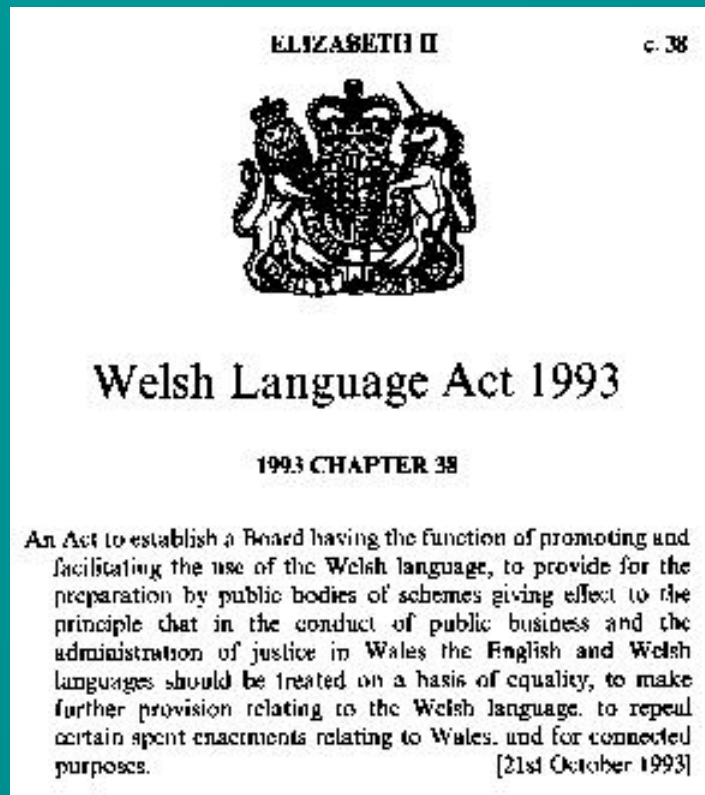 ELIZABETH II c. 38
Welsh Language Act 1993
1993 CHAPTER 38
An Act to establish a Board having the function of promoting and
facilitating the use of the Welsh language, to provide for the
preparation by public bodies of schemes giving effect to the
principle that in the conduct of public business and the
administration of justice in Wales the English and Welsh
languages should be treated on a basis of equality, to make
further provision relating to the Welsh language, to repeal
certain spent enactments relating to Wales, and for connected
purposes. [21st October 1993]